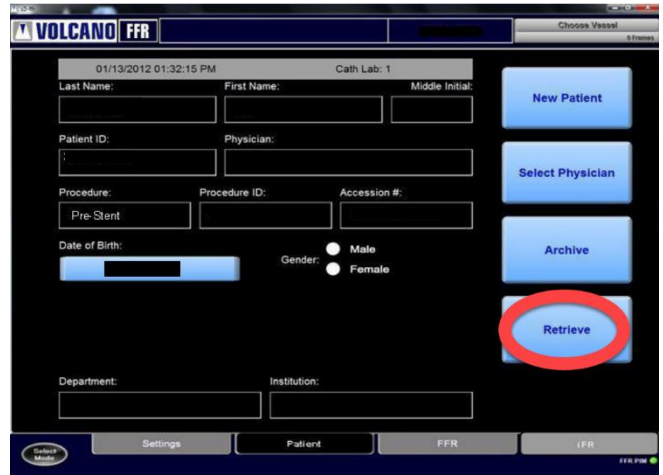 VOLCANO FFR
Choose Vessel
0 Frames
01/13/2012 01:32:15 PM Cath Lab: 1
Last Name: First Name: Middle Initial:
New Patient
Patient ID: Physician:
Select Physician
Procedure: Procedure ID: Accession #:
Pre-Stent
Date of Birth:
Gender: Male
Female
Archive
Retrieve
Department: Institution:
Select Mode
Settings Patient FFR iFR
FFR PIM